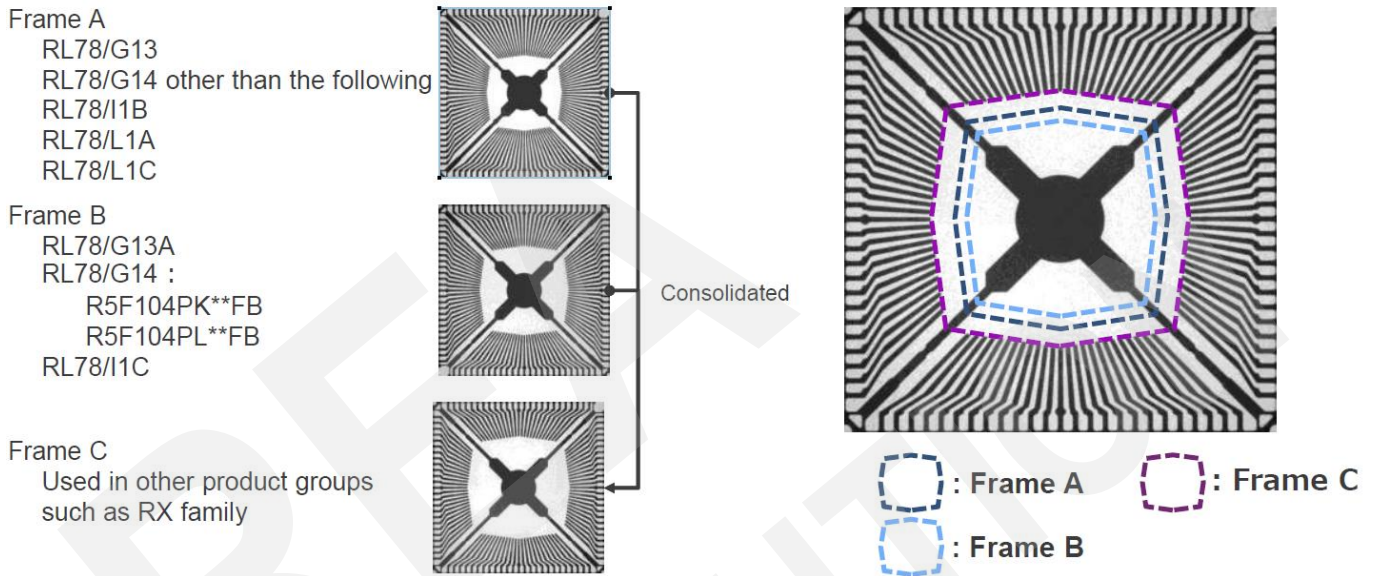 Frame A
RL78/G13
RL78/G14 other than the following
RL78/I1B
RL78/L1A
RL78/L1C
Frame B
RL78/G13A
RL78/G14 :
R5F104PK**FB
R5F104PL**FB
RL78/I1C
Frame C
Used in other product groups
such as RX family
Consolidated
: Frame A
: Frame C
: Frame B